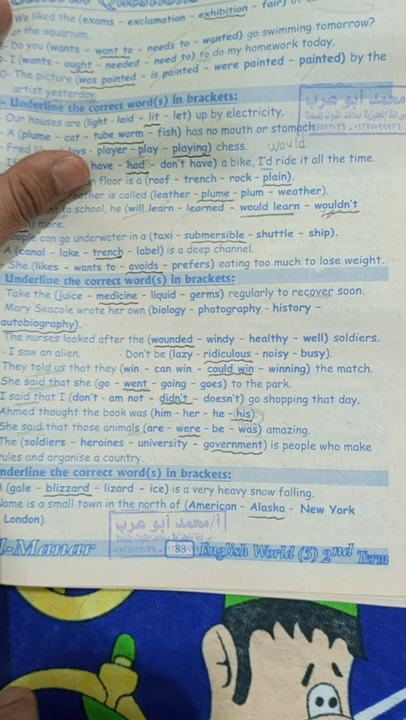 We liked the (exams - exclamation - exhibition - fair) of
at the aquarium.
Do you (wants - want to - needs to - wanted) go swimming tomorrow?
I (wants - ought - needed - need to) to do my homework today.
The picture (was painted - is painted - were painted - painted) by the
artist yesterday.
Underline the correct word(s) in brackets:
Our houses are (light - laid - lit - let) up by electricity.
A (plume - cat - tube worm - fish) has no mouth or stomach.
Fred - player - play - playing) chess.
would
have - had - don't have) a bike, I'd ride it all the time.
floor is a (roof - trench - rock - plain).
is called (leather - plume - plum - weather).
to school, he (will learn - learned - would learn - wouldn't
more.
can go underwater in a (taxi - submersible - shuttle - ship).
A (canal - lake - trench - label) is a deep channel.
She (likes - wants to - avoids - prefers) eating too much to lose weight.
Underline the correct word(s) in brackets:
Take the (juice - medicine - liquid - germs) regularly to recover soon.
Mary Seacole wrote her own (biology - photography - history -
autobiography).
The nurses looked after the (wounded - windy - healthy - well) soldiers.
- I saw an alien. - Don't be (lazy - ridiculous - noisy - busy).
They told us that they (win - can win - could win - winning) the match.
She said that she (go - went - going - goes) to the park.
I said that I (don't - am not - didn't - doesn't) go shopping that day.
Ahmed thought the book was (him - her - he - his)
She said that those animals (are - were - be - was) amazing.
The (soldiers - heroines - university - government) is people who make
rules and organise a country.
nderline the correct word(s) in brackets:
(gale - blizzard - lizard - ice) is a very heavy snow falling.
Nome is a small town in the north of (American - Alaska - New York
London).
أ/محمد أبو عرب
l-Manar 83 English World (5) 2nd Term